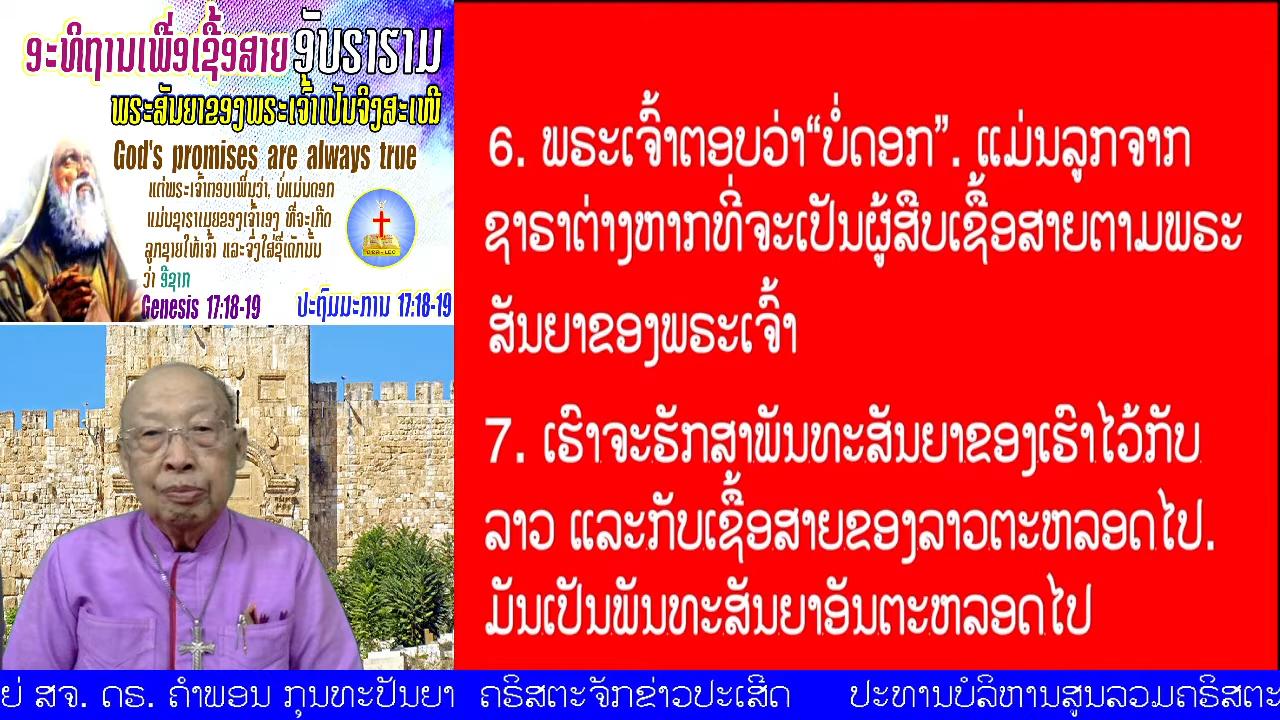 ອະທິຖານເພື່ອເຊື້ອສາຍ ອັບຣາຮາມ
ພຣະສັນຍາຂອງພຣະເຈົ້າເປັນຈິງສະເໝີ
God's promises are always true
ແຕ່ພຣະເຈົ້າຕອບເພິ່ນວ່າ, ບໍ່ແມ່ນດອກ
ແມ່ນຊາຣາເມຍຂອງເຈົ້າເອງ ທີ່ຈະເກີດ
ລູກຊາຍໃຫ້ເຈົ້າ ແລະຈົ່ງໃສ່ຊື່ເດັກນັ້ນ
ວ່າ ອີຊາກ
Genesis 17:18-19 ປະຖົມມະການ 17:18-19
6. ພຣະເຈົ້າຕອບວ່າ“ບໍ່ດອກ”. ແມ່ນລູກຈາກ
ຊາຣາຕ່າງຫາກທີ່ຈະເປັນຜູ້ສືບເຊື້ອສາຍຕາມພຣະ
ສັນຍາຂອງພຣະເຈົ້າ
7. ເຮົາຈະຮັກສາພັນທະສັນຍາຂອງເຮົາໄວ້ກັບ
ລາວ ແລະກັບເຊື້ອສາຍຂອງລາວຕະຫລອດໄປ.
ມັນເປັນພັນທະສັນຍາອັນຕະຫລອດໄປ
ຍ່ ສຈ. ດຣ. ຄຳພອນ ກຸນທະປັນຍາ ຄຣິສຕະຈັກຂ່າວປະເສີດ ປະທານບໍລິຫານສູນລວມຄຣິສຕະ